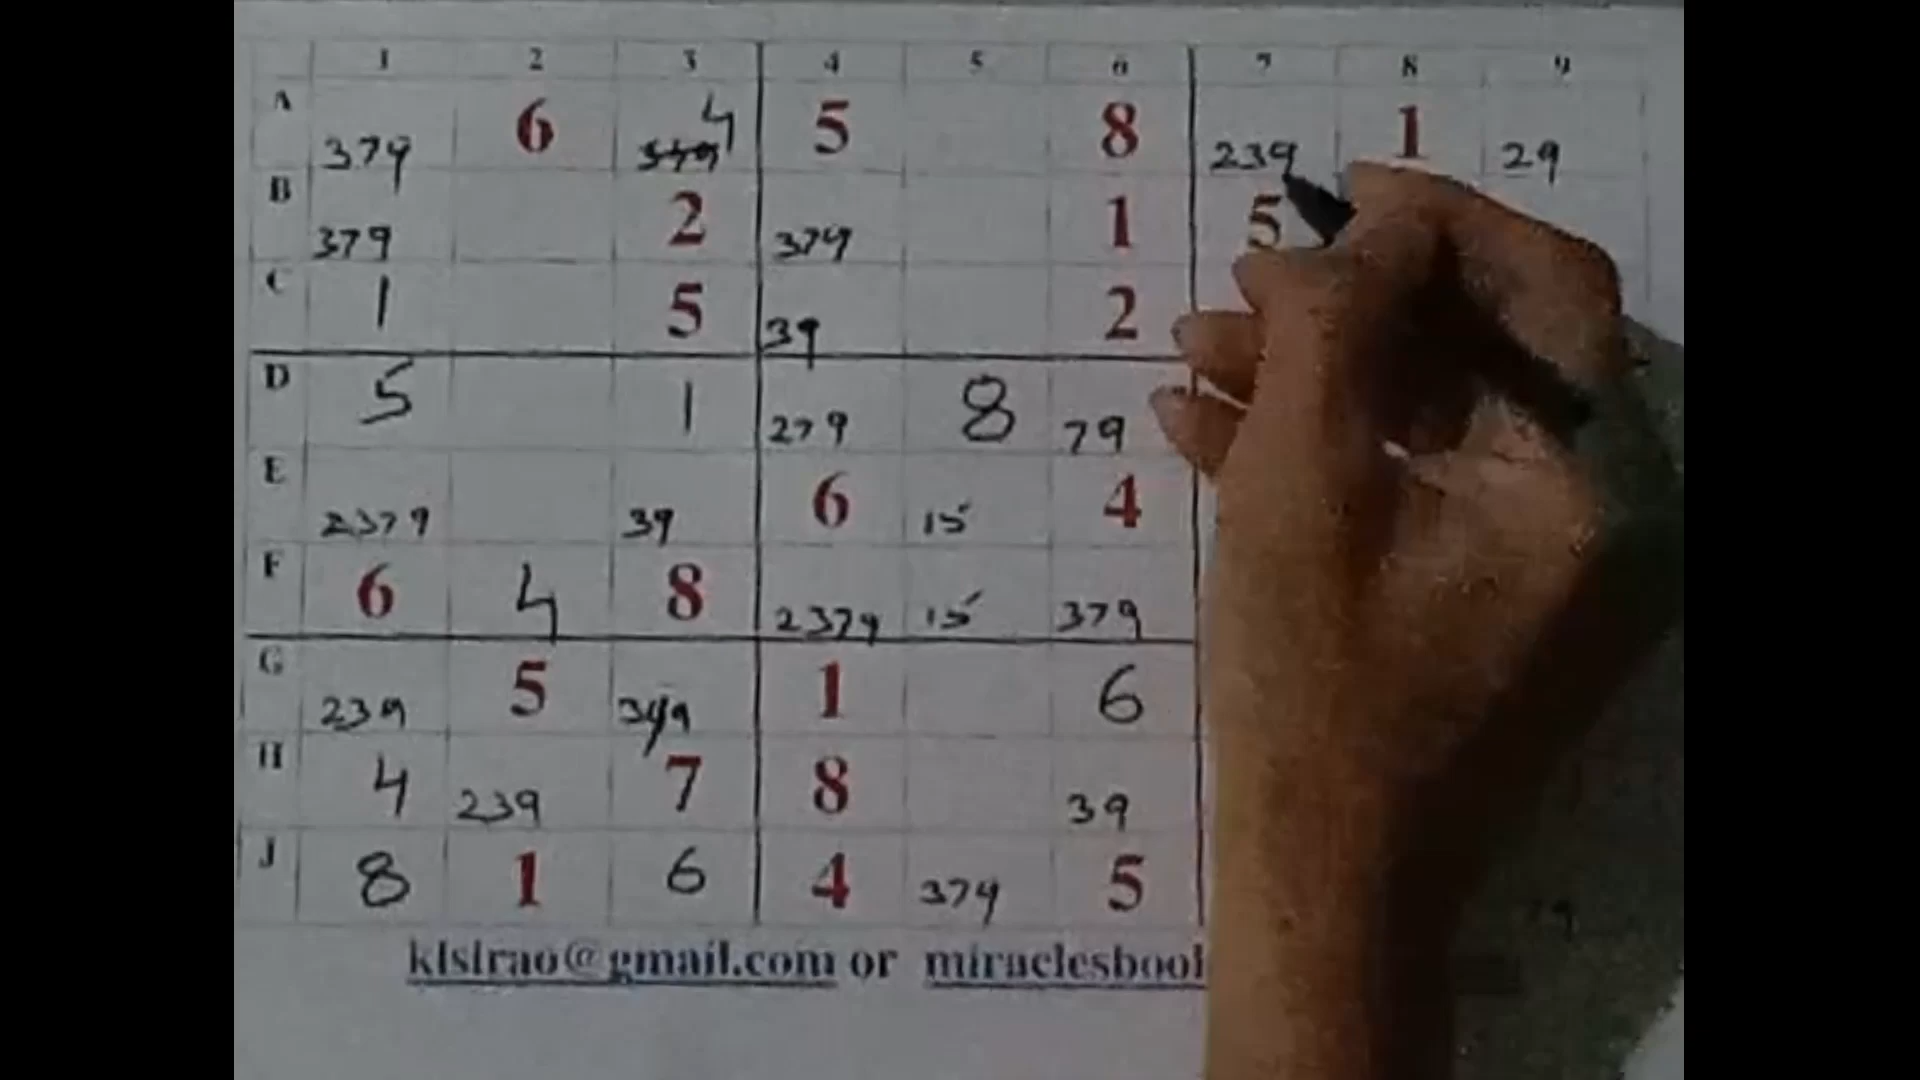 1 2 3 4 5 6 7 8 9
A 379 6 379 4 5 8 239 1 29
B 379 2 379 1 5
C 1 5 39 2
D 5 1 279 8 79
E 2379 39 6 15 4
F 6 4 8 2379 15 379
G 239 5 349 1 6
H 4 239 7 8 39
J 8 1 6 4 379 5
klslrao@gmail.com or miraclesbool